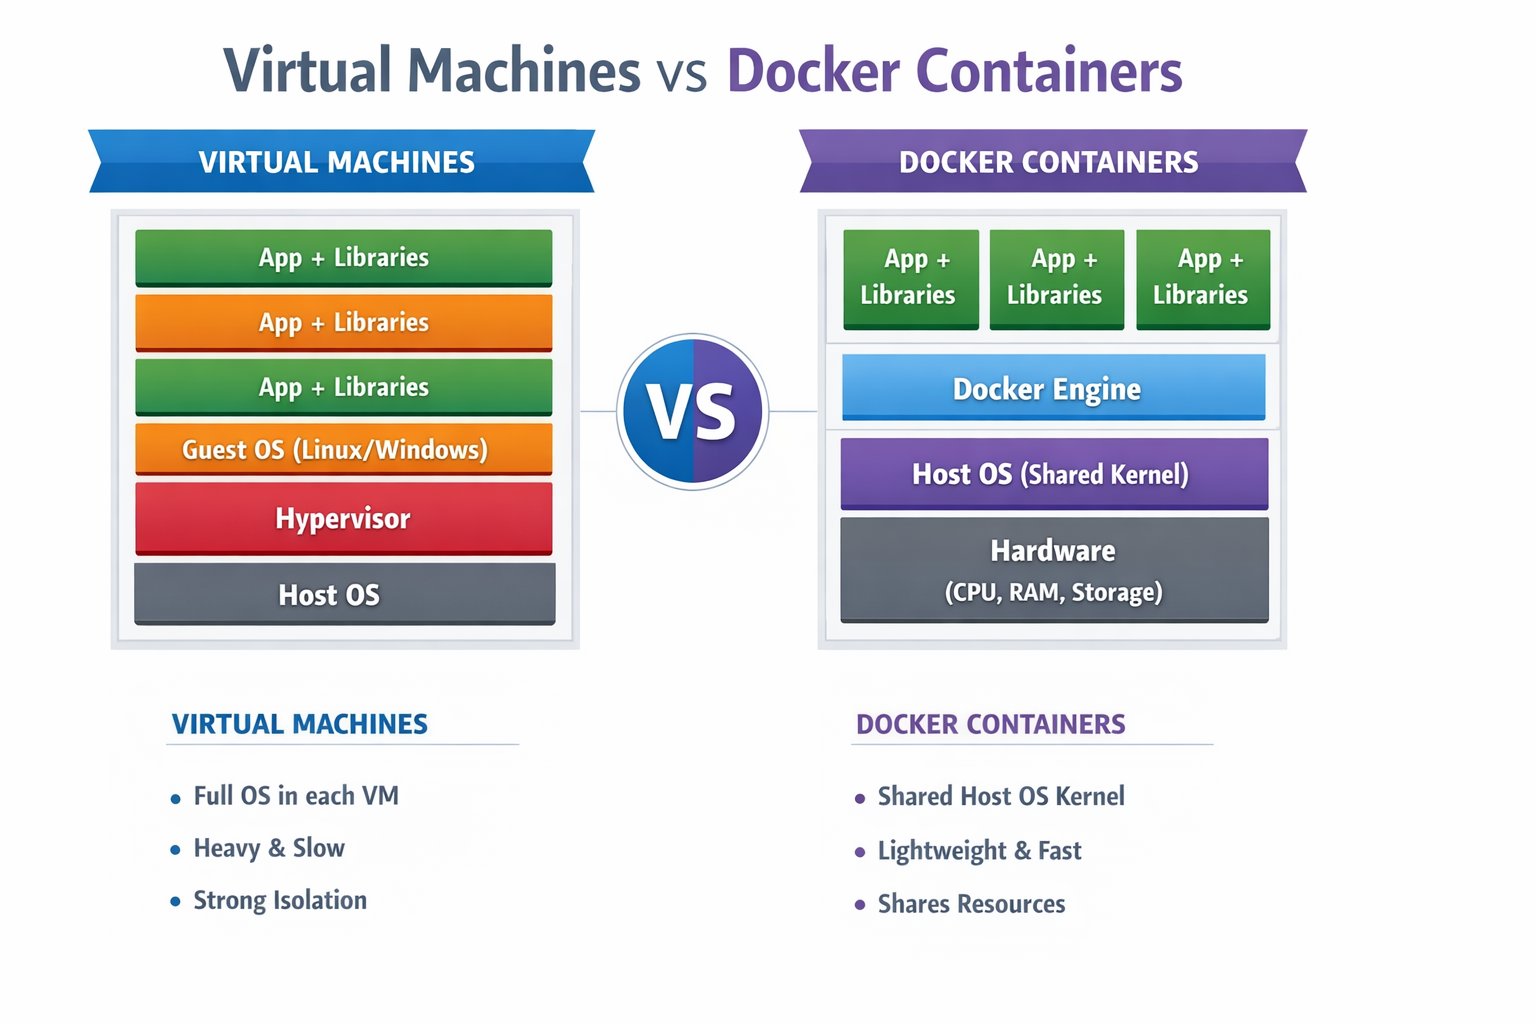 Virtual Machines vs Docker Containers
VIRTUAL MACHINES
App + Libraries
App + Libraries
App + Libraries
Guest OS (Linux/Windows)
Hypervisor
Host OS
VS
DOCKER CONTAINERS
App +
Libraries
App +
Libraries
App +
Libraries
Docker Engine
Host OS (Shared Kernel)
Hardware
(CPU, RAM, Storage)
VIRTUAL MACHINES
• Full OS in each VM
• Heavy & Slow
• Strong Isolation
DOCKER CONTAINERS
• Shared Host OS Kernel
• Lightweight & Fast
• Shares Resources